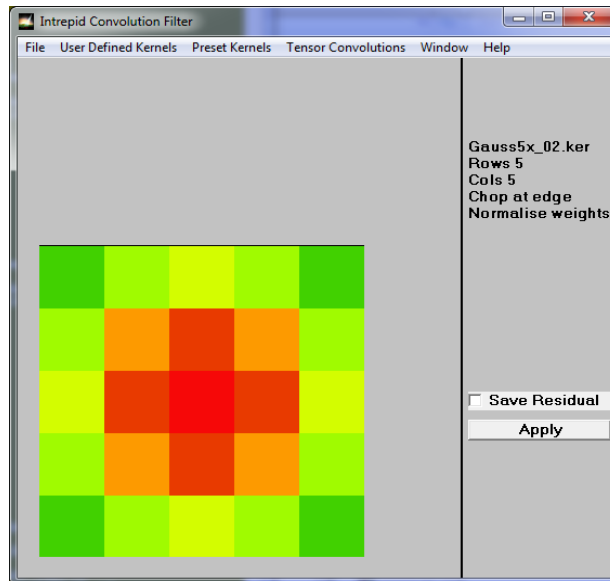 Intrepid Convolution Filter
File User Defined Kernels Preset Kernels Tensor Convolutions Window Help
Gauss5x_02.ker
Rows 5
Cols 5
Chop at edge
Normalise weights
Save Residual
Apply